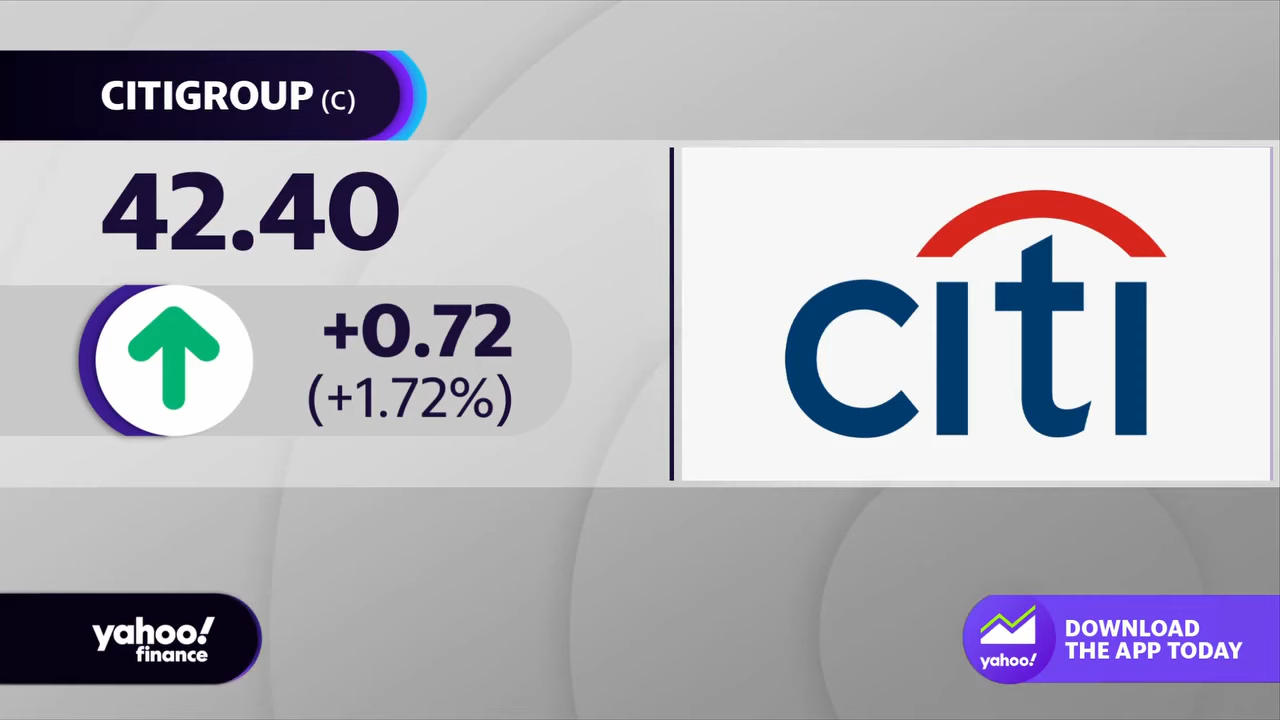 CITIGROUP (C)
42.40
+0.72
(+1.72%)
citi
yahoo!
finance
yahoo!
DOWNLOAD
THE APP TODAY